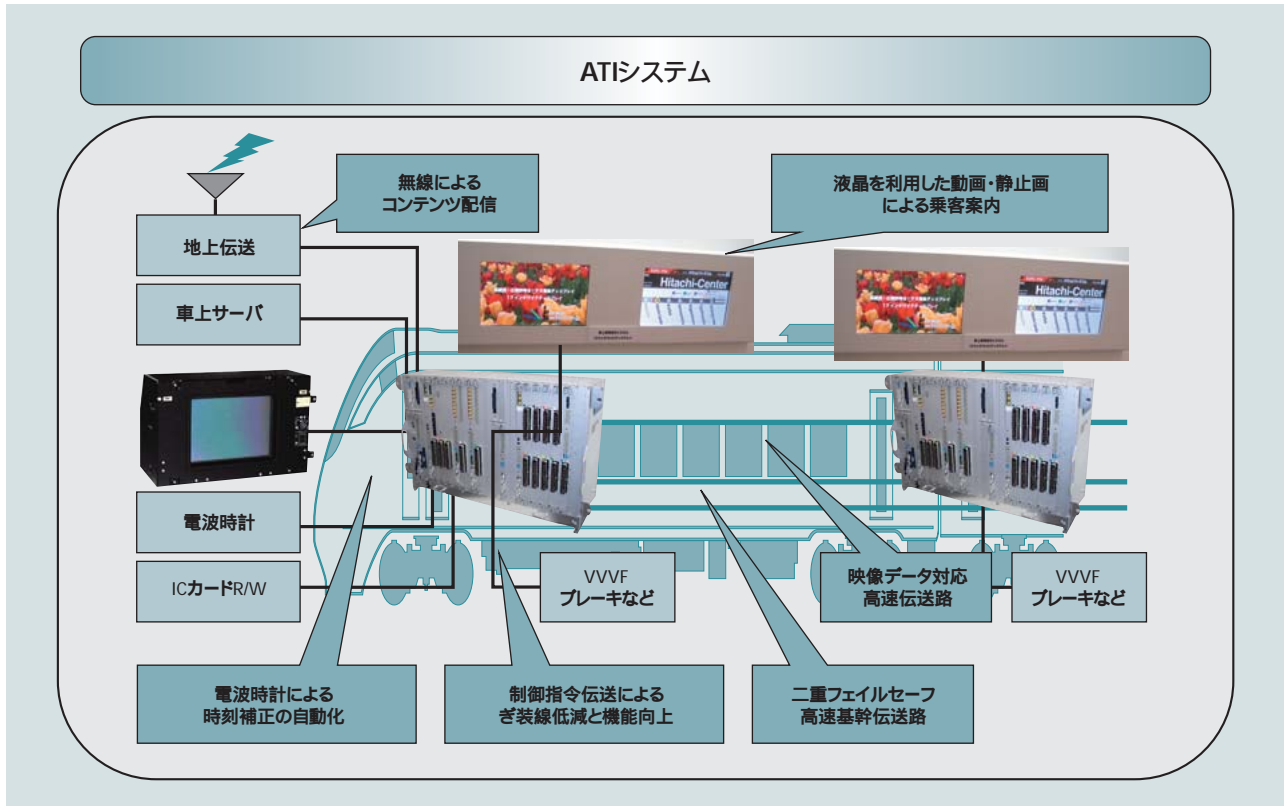 ATIシステム
無線による
コンテンツ配信
液晶を利用した動画・静止画
による乗客案内
地上伝送
車上サーバ
Hitachi-Center
Hitachi-Center
電波時計
ICカードR/W
VVVF
ブレーキなど
映像データ対応
高速伝送路
VVVF
ブレーキなど
電波時計による
時刻補正の自動化
制御指令伝送による
ぎ装線低減と機能向上
二重フェイルセーフ
高速基幹伝送路